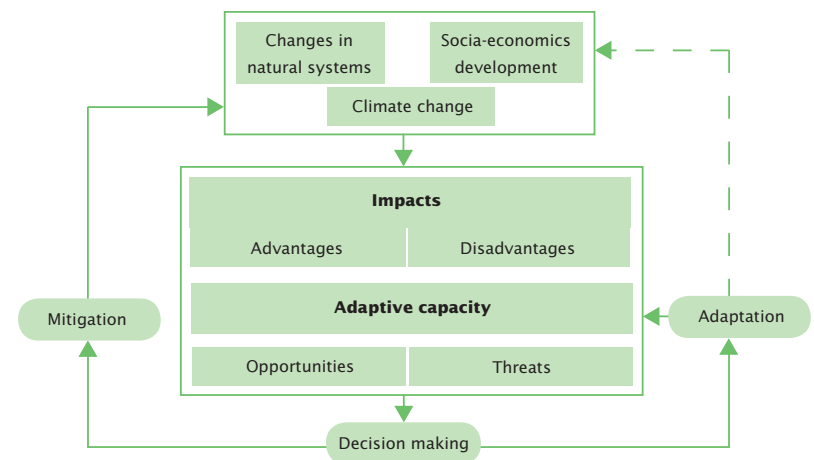 Changes in
natural systems
Socia-economics
development
Climate change
Impacts
Advantages
Disadvantages
Adaptive capacity
Mitigation
Adaptation
Opportunities
Threats
Decision making